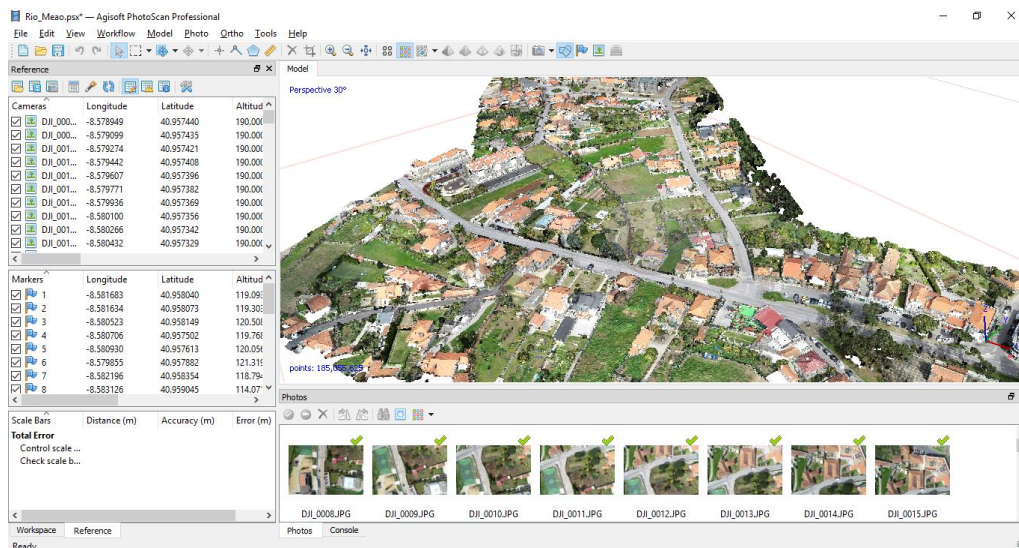 Rio_Meao.psx* — Agisoft PhotoScan Professional
File Edit View Workflow Model Photo Ortho Tools Help
Reference
Cameras Longitude Latitude Altitud
DJI_000... -8.578949 40.957440 190.000
DJI_000... -8.579099 40.957435 190.000
DJI_001... -8.579274 40.957421 190.000
DJI_001... -8.579442 40.957408 190.000
DJI_001... -8.579607 40.957396 190.000
DJI_001... -8.579771 40.957382 190.000
DJI_001... -8.579936 40.957369 190.000
DJI_001... -8.580100 40.957356 190.000
DJI_001... -8.580266 40.957342 190.000
DJI_001... -8.580432 40.957329 190.000
Markers Longitude Latitude Altitud
1 -8.581683 40.958040 119.093
2 -8.581634 40.958073 119.303
3 -8.580523 40.958149 120.508
4 -8.580706 40.957502 119.768
5 -8.580930 40.957613 120.056
6 -8.579855 40.957882 121.319
7 -8.582196 40.958354 118.794
8 -8.583126 40.959045 114.07
Scale Bars Distance (m) Accuracy (m) Error (m)
Total Error
Control scale ...
Check scale b...
Workspace Reference
Ready
Model
Perspective 30°
points:
Photos
DJI_0008.JPG DJI_0009.JPG DJI_0010.JPG DJI_0011.JPG DJI_0012.JPG DJI_0013.JPG DJI_0014.JPG DJI_0015.JPG
Photos Console